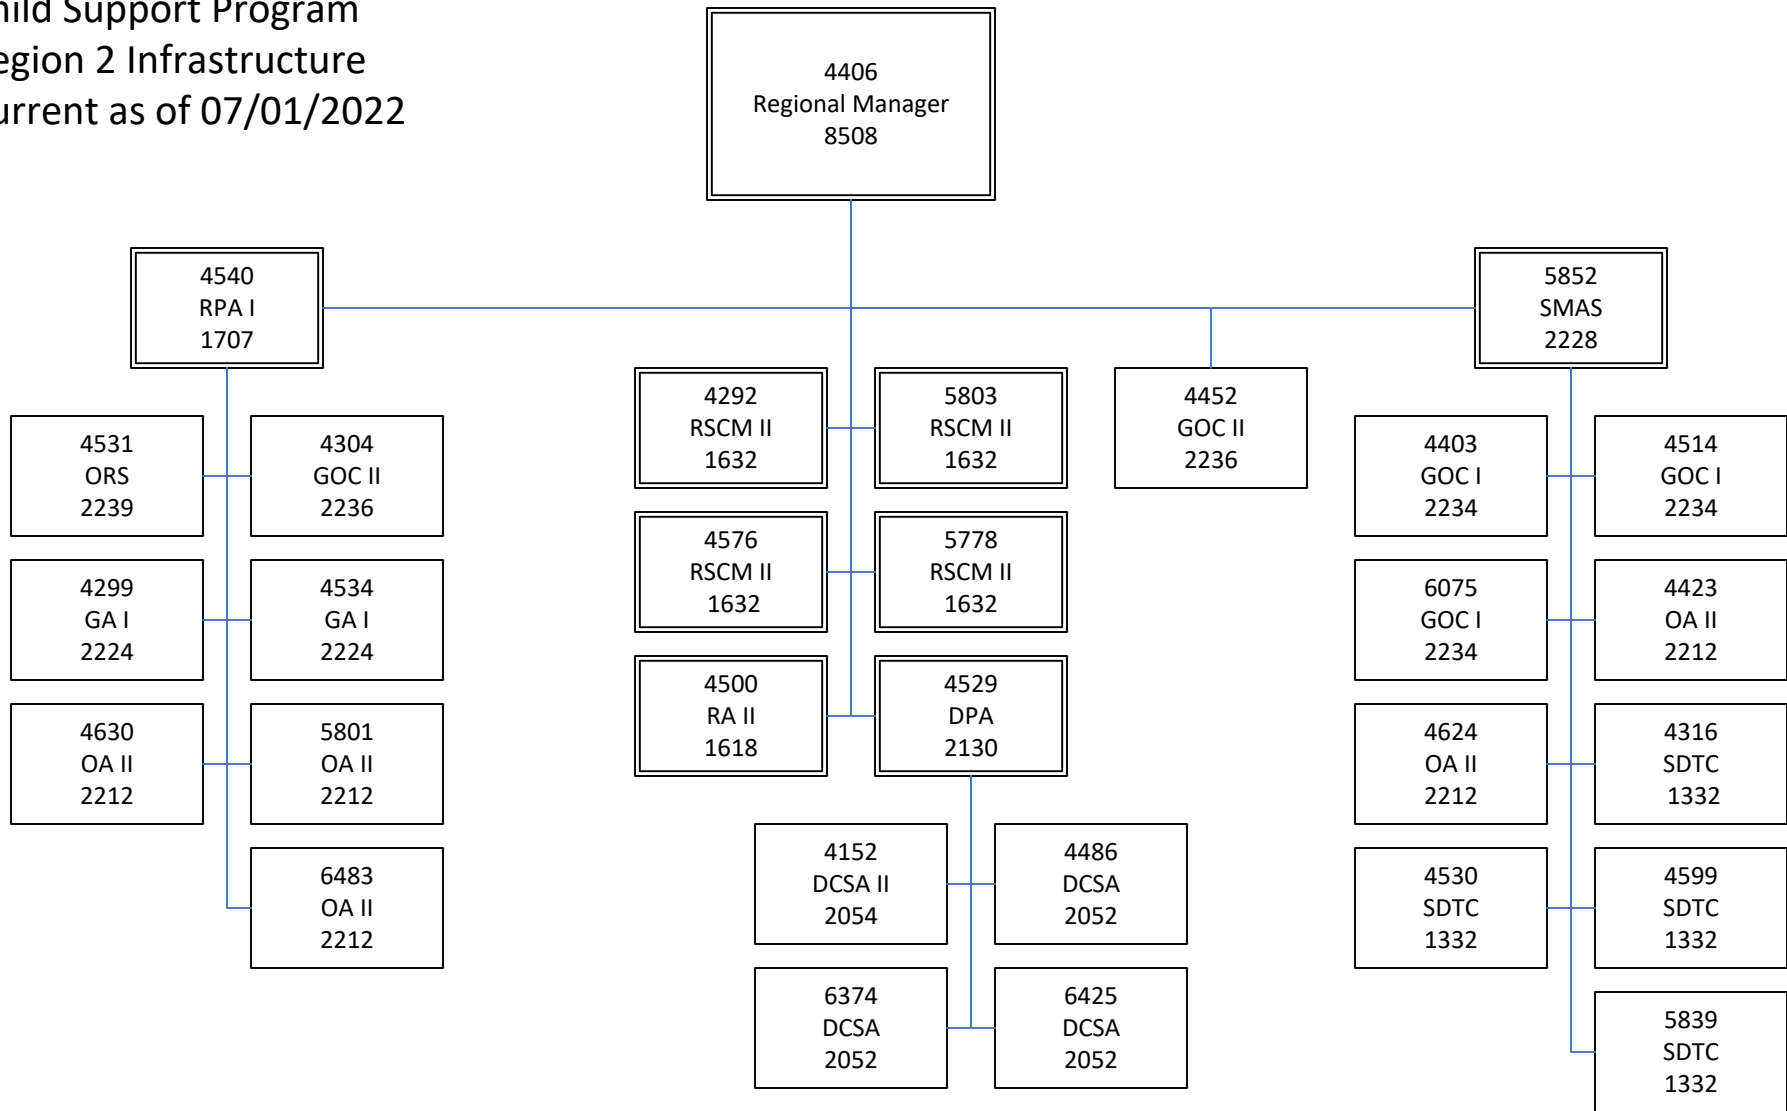 hild Support Program
egion 2 Infrastructure
urrent as of 07/01/2022
4406
Regional Manager
8508
4540
RPA I
1707
5852
SMAS
2228
4531
ORS
2239
4304
GOC II
2236
4299
GA I
2224
4534
GA I
2224
4630
OA II
2212
5801
OA II
2212
6483
OA II
2212
4292
RSCM II
1632
5803
RSCM II
1632
4576
RSCM II
1632
5778
RSCM II
1632
4500
RA II
1618
4529
DPA
2130
4152
DCSA II
2054
4486
DCSA
2052
6374
DCSA
2052
6425
DCSA
2052
4452
GOC II
2236
4403
GOC I
2234
4514
GOC I
2234
6075
GOC I
2234
4423
OA II
2212
4624
OA II
2212
4316
SDTC
1332
4530
SDTC
1332
4599
SDTC
1332
5839
SDTC
1332